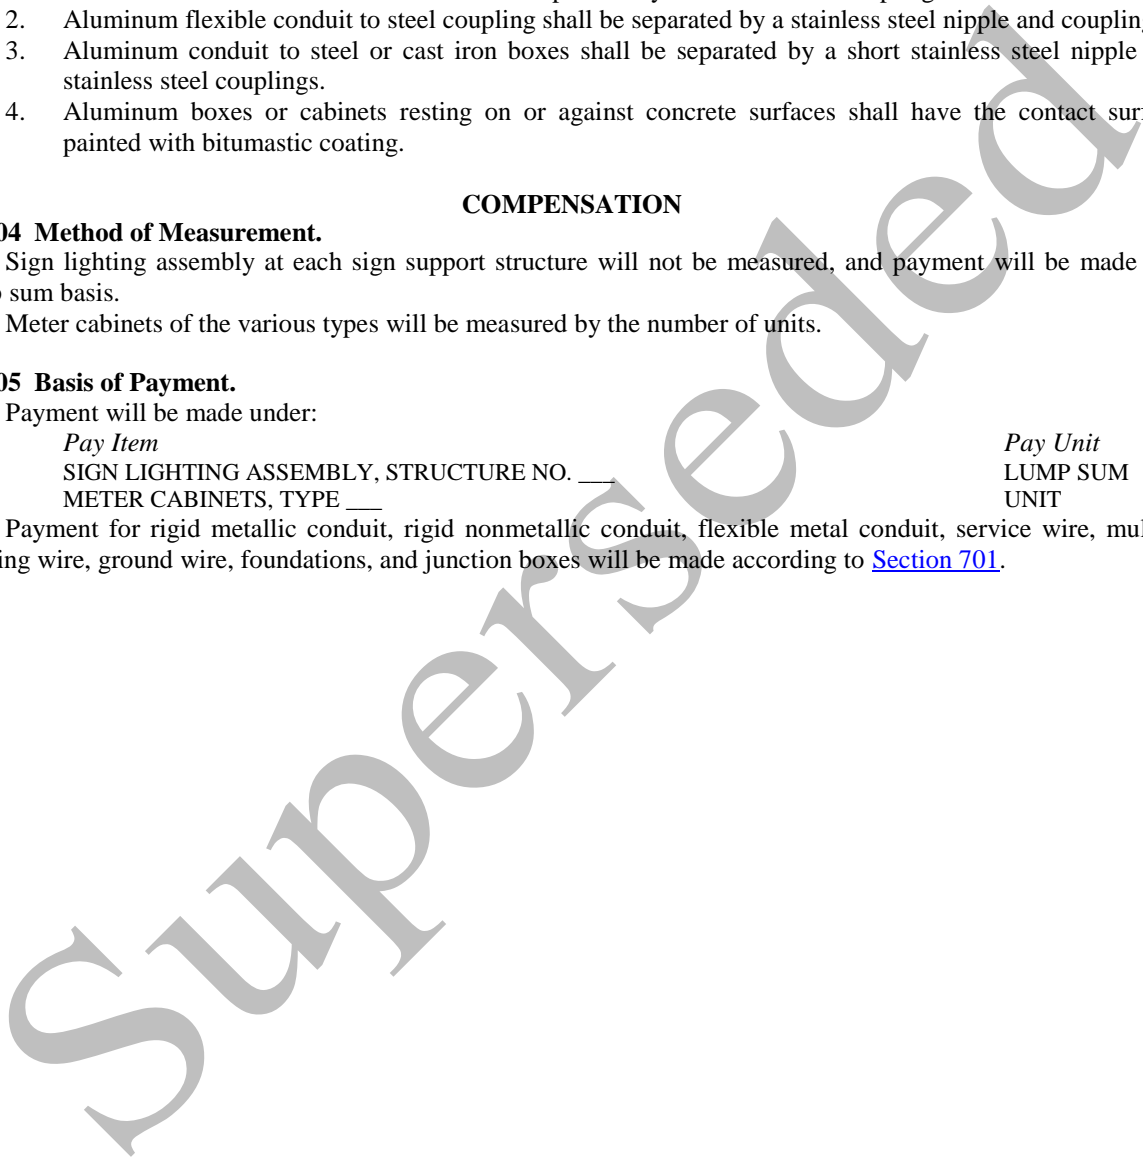 2. Aluminum flexible conduit to steel coupling shall be separated by a stainless steel nipple and coupling
3. Aluminum conduit to steel or cast iron boxes shall be separated by a short stainless steel nipple
stainless steel couplings.
4. Aluminum boxes or cabinets resting on or against concrete surfaces shall have the contact surf
painted with bitumastic coating.
COMPENSATION
04 Method of Measurement.
Sign lighting assembly at each sign support structure will not be measured, and payment will be made
sum basis.
Meter cabinets of the various types will be measured by the number of units.
05 Basis of Payment.
Payment will be made under:
Pay Item Pay Unit
SIGN LIGHTING ASSEMBLY, STRUCTURE NO. ___ LUMP SUM
METER CABINETS, TYPE ___ UNIT
Payment for rigid metallic conduit, rigid nonmetallic conduit, flexible metal conduit, service wire, mul
ing wire, ground wire, foundations, and junction boxes will be made according to Section 701.
Superseded